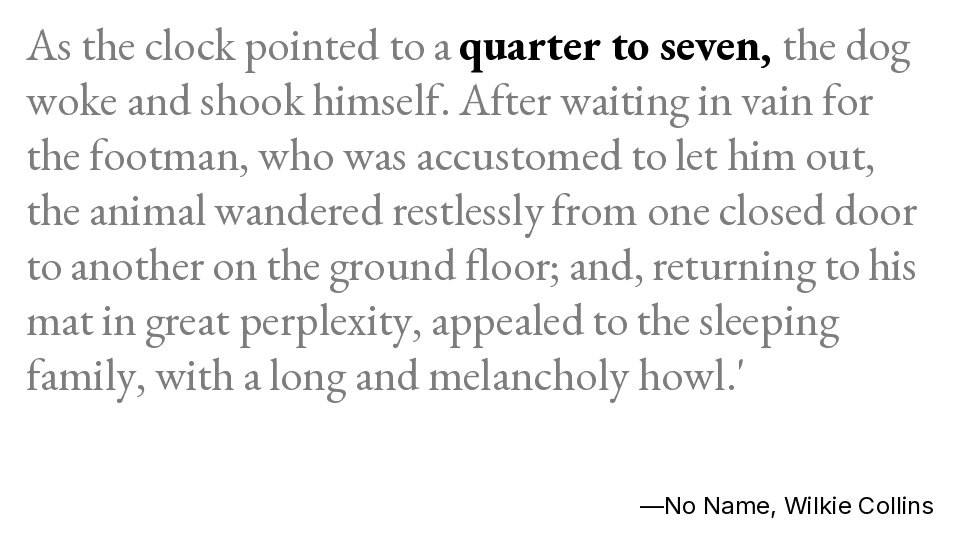 As the clock pointed to a quarter to seven, the dog
woke and shook himself. After waiting in vain for
the footman, who was accustomed to let him out,
the animal wandered restlessly from one closed door
to another on the ground floor; and, returning to his
mat in great perplexity, appealed to the sleeping
family, with a long and melancholy howl.'
—No Name, Wilkie Collins